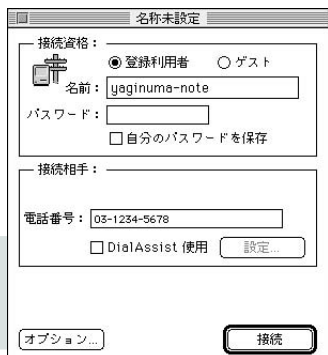 名称未設定
接続資格：
登録利用者 ゲスト
名前： yaginuma-note
パスワード：
自分のパスワードを保存
接続相手：
電話番号： 03-1234-5678
DialAssist 使用 設定...
オプション... 接続